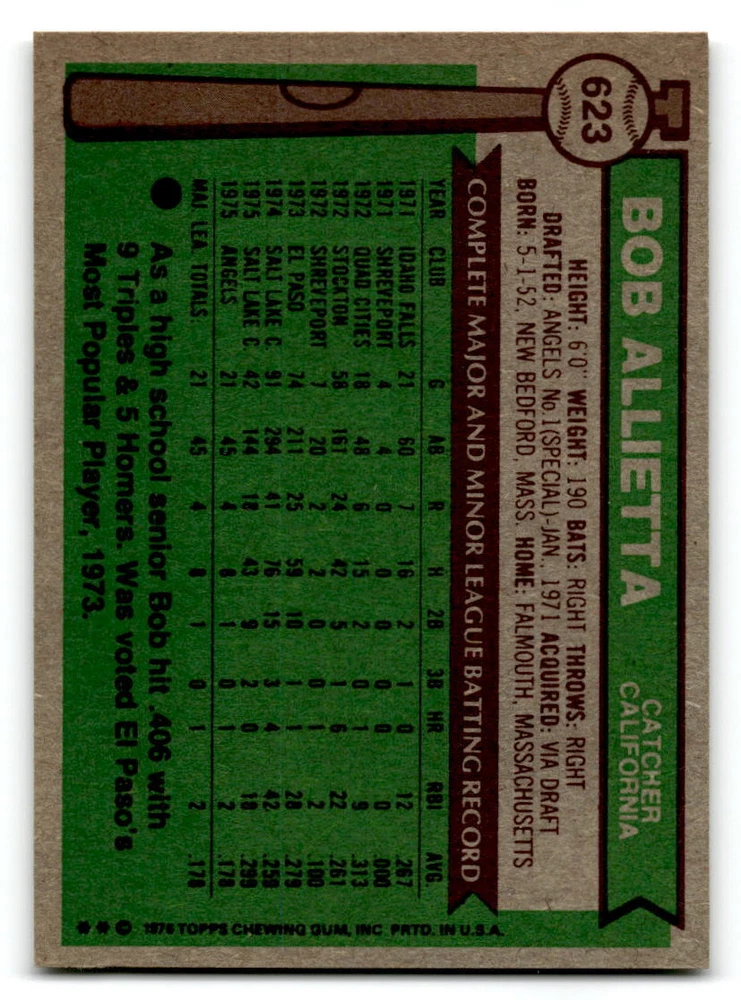 623
BOB ALLIETTA
CATCHER
CALIFORNIA
HEIGHT: 6'0" WEIGHT: 190 BATS: RIGHT THROWS: RIGHT
DRAFTED: ANGELS No.1(SPECIAL)-JAN., 1971 ACQUIRED: VIA DRAFT
BORN: 5-1-52, NEW BEDFORD, MASS. HOME: FALMOUTH, MASSACHUSETTS
COMPLETE MAJOR AND MINOR LEAGUE BATTING RECORD
YEAR CLUB G AB R H 2B 3B HR RBI AVG.
1971 IDAHO FALLS 21 60 7 16 2 1 0 12 .267
1971 SHREVEPORT 4 4 0 0 0 0 0 0 .000
1972 QUAD CITIES 18 48 6 15 2 0 1 9 .313
1972 STOCKTON 58 161 24 42 5 1 6 22 .261
1972 SHREVEPORT 7 20 2 2 0 0 1 2 .100
1973 EL PASO 74 211 25 59 10 1 0 28 .279
1974 SALT LAKE C. 91 294 41 76 15 3 4 42 .259
1975 SALT LAKE C. 42 144 18 43 9 2 1 18 .299
1975 ANGELS 21 45 4 8 1 0 1 2 .178
MAJ. LEA. TOTALS 21 45 4 8 1 0 1 2 .178
As a high school senior Bob hit .406 with
9 Triples & 5 Homers. Was voted El Paso's
Most Popular Player, 1973.
** © 1976 TOPPS CHEWING GUM, INC. PRTD. IN U.S.A.